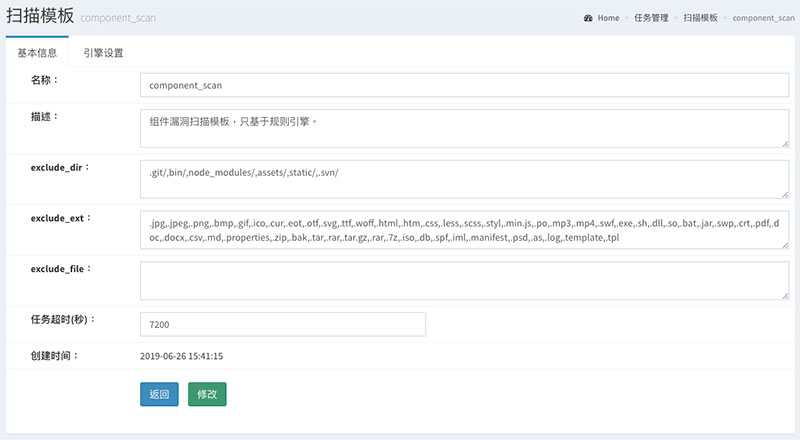 扫描模板 component_scan
Home > 任务管理 > 扫描模板 > component_scan
基本信息 引擎设置
名称：
component_scan
描述：
组件漏洞扫描模板，只基于规则引擎。
exclude_dir：
.git/,bin/,node_modules/,assets/,static/,.svn/
exclude_ext：
.jpg,.jpeg,.png,.bmp,.gif,.ico,.cur,.eot,.otf,.svg,.ttf,.woff,.html,.htm,.css,.less,.scss,.styl,.min.js,.po,.mp3,.mp4,.swf,.exe,.sh,.dll,.so,.bat,.jar,.swp,.crt,.pdf,.d
oc,.docx,.csv,.md,.properties,.zip,.bak,.tar,.rar,.tar.gz,.rar,.7z,.iso,.db,.spf,.iml,.manifest,.psd,.as,.log,.template,.tpl
exclude_file：
任务超时(秒)：
7200
创建时间：
2019-06-26 15:41:15
返回 修改